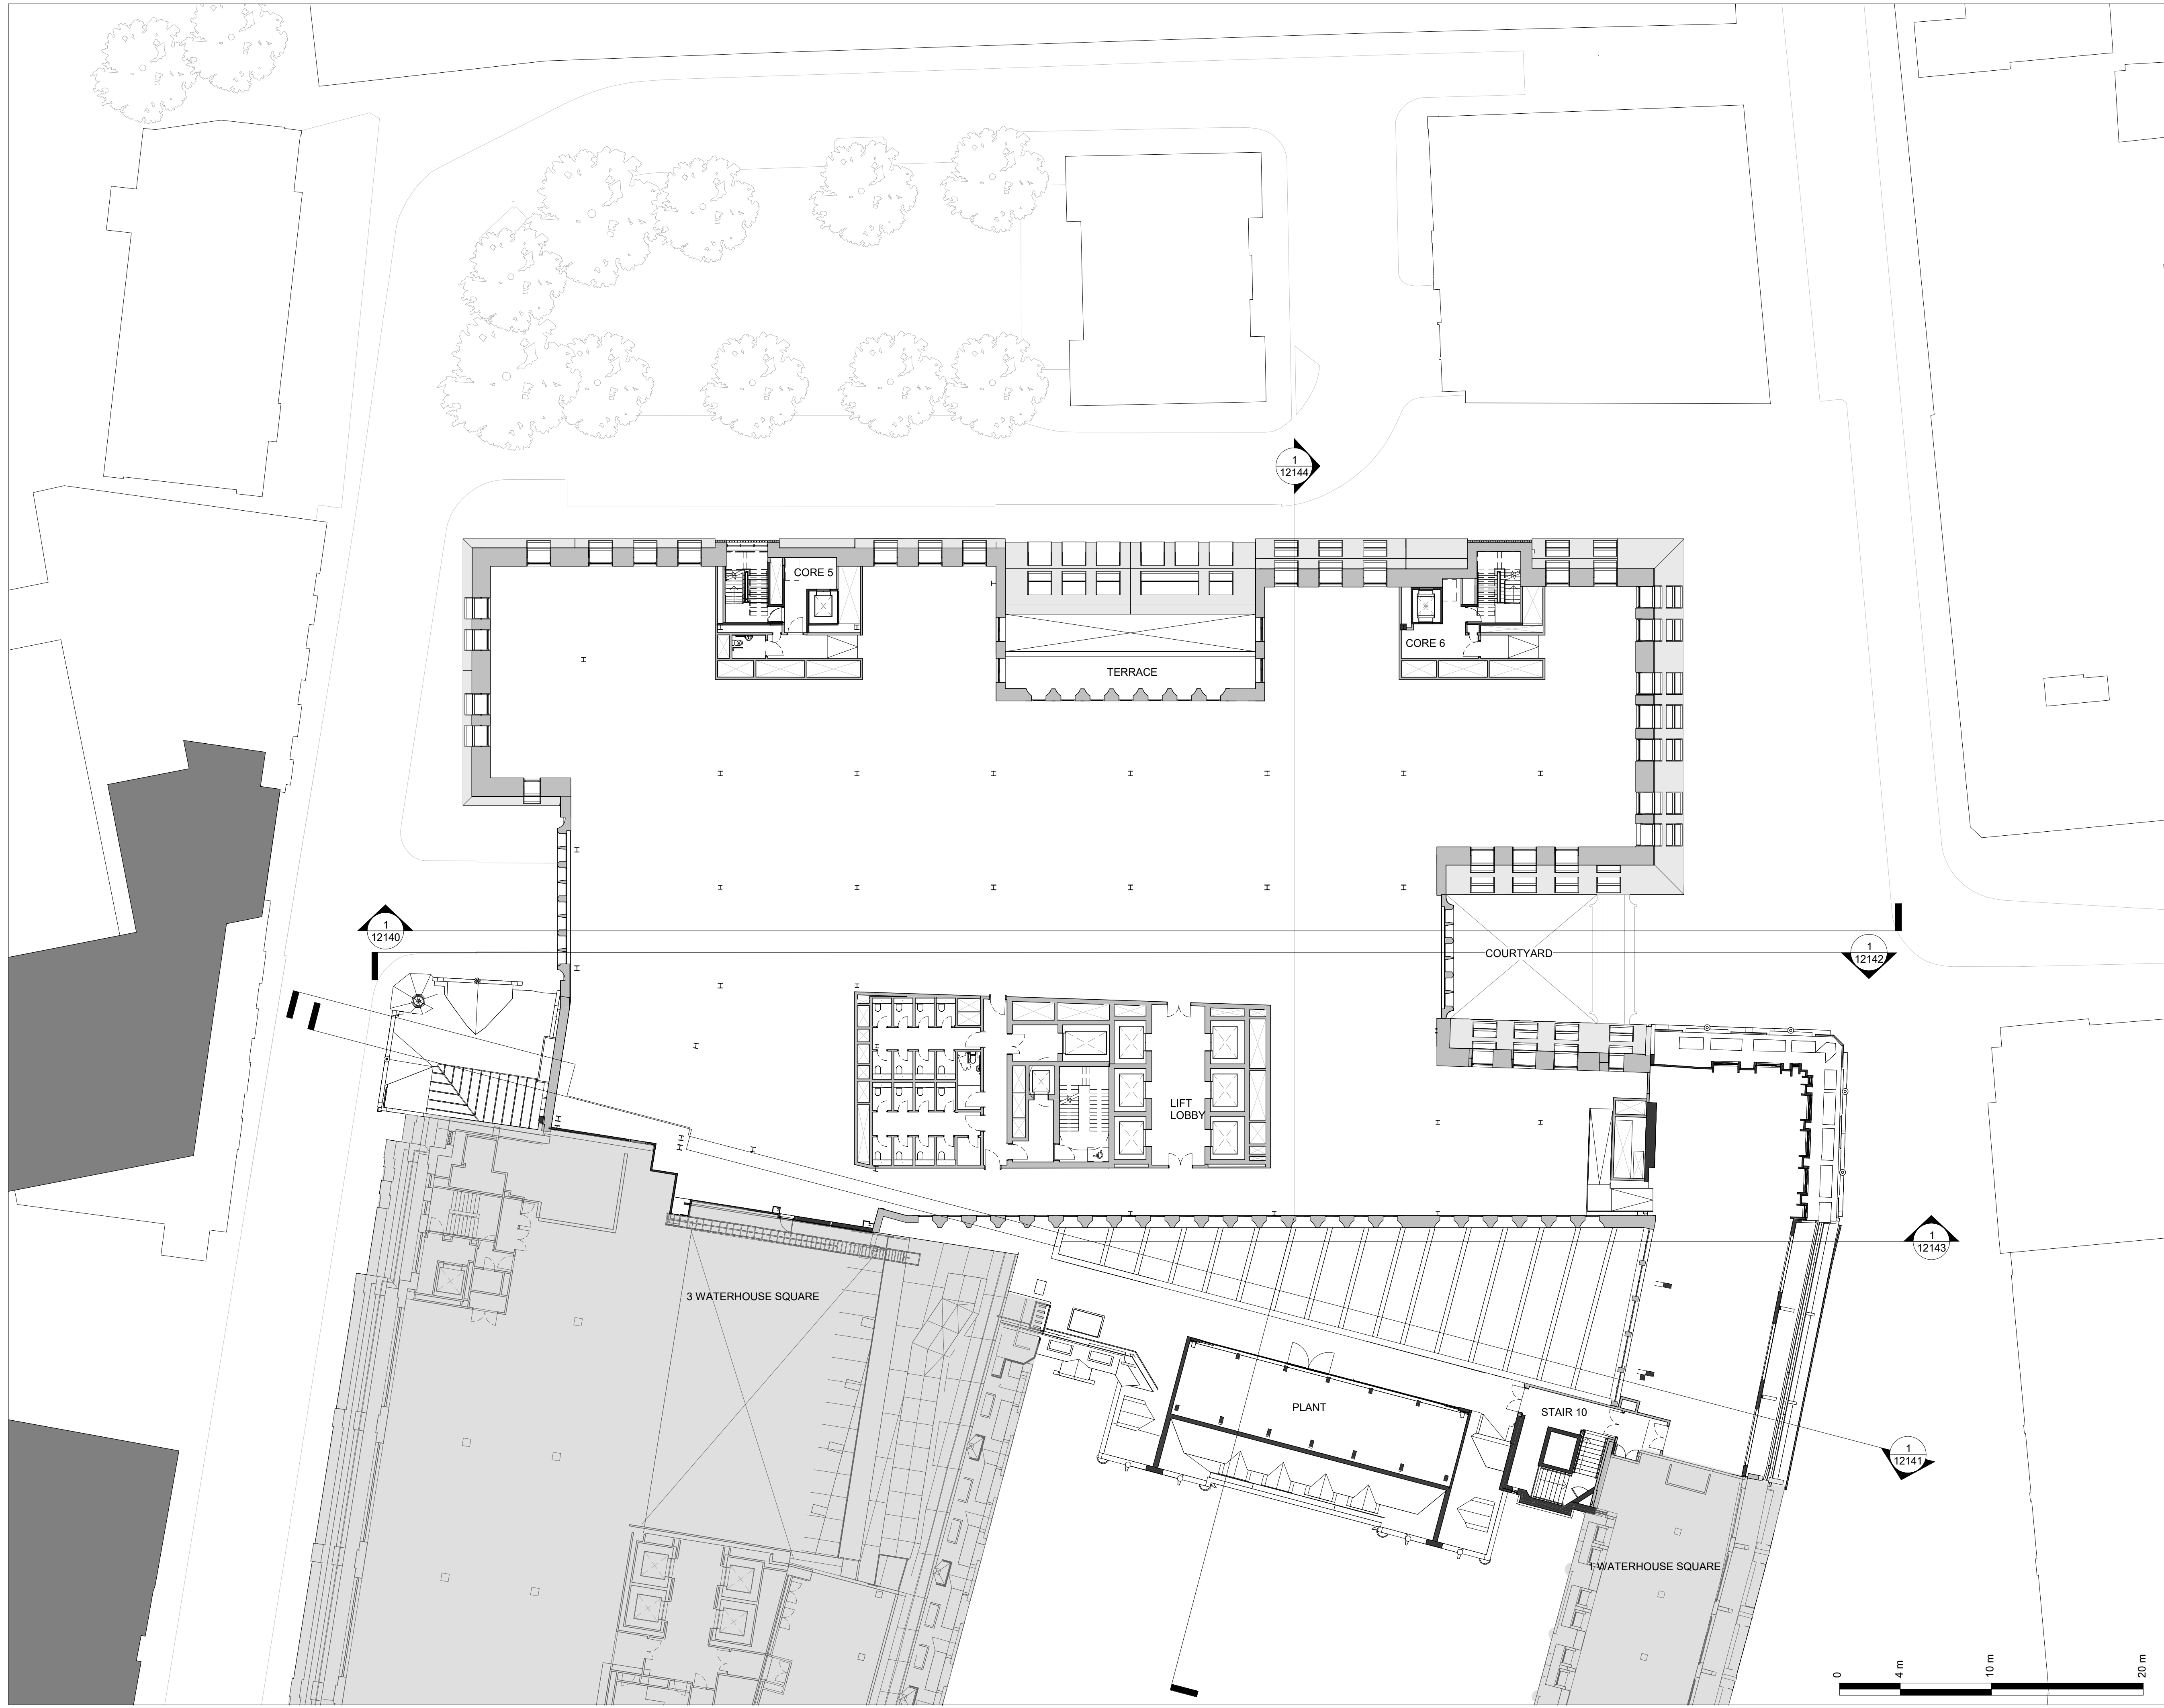 1
12144
CORE 5
CORE 6
TERRACE
1
12140
COURTYARD
1
12142
LIFT
LOBBY
1
12143
3 WATERHOUSE SQUARE
PLANT
STAIR 10
1
12141
1 WATERHOUSE SQUARE
0
4 m
10 m
20 m